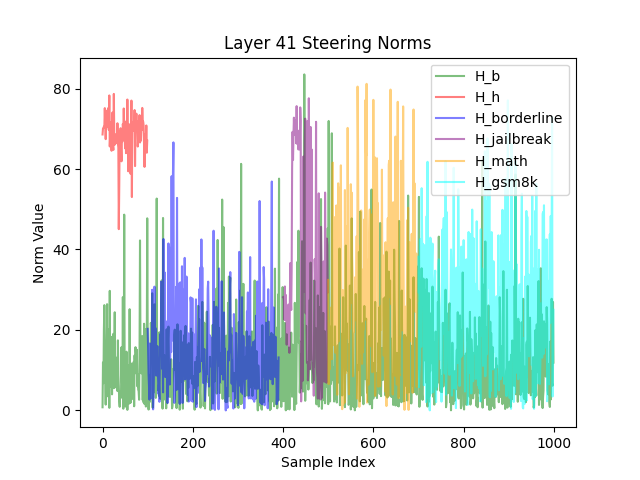 Layer 41 Steering Norms
H_b
H_h
H_borderline
H_jailbreak
H_math
H_gsm8k
Norm Value
80
60
40
20
0
0 200 400 600 800 1000
Sample Index